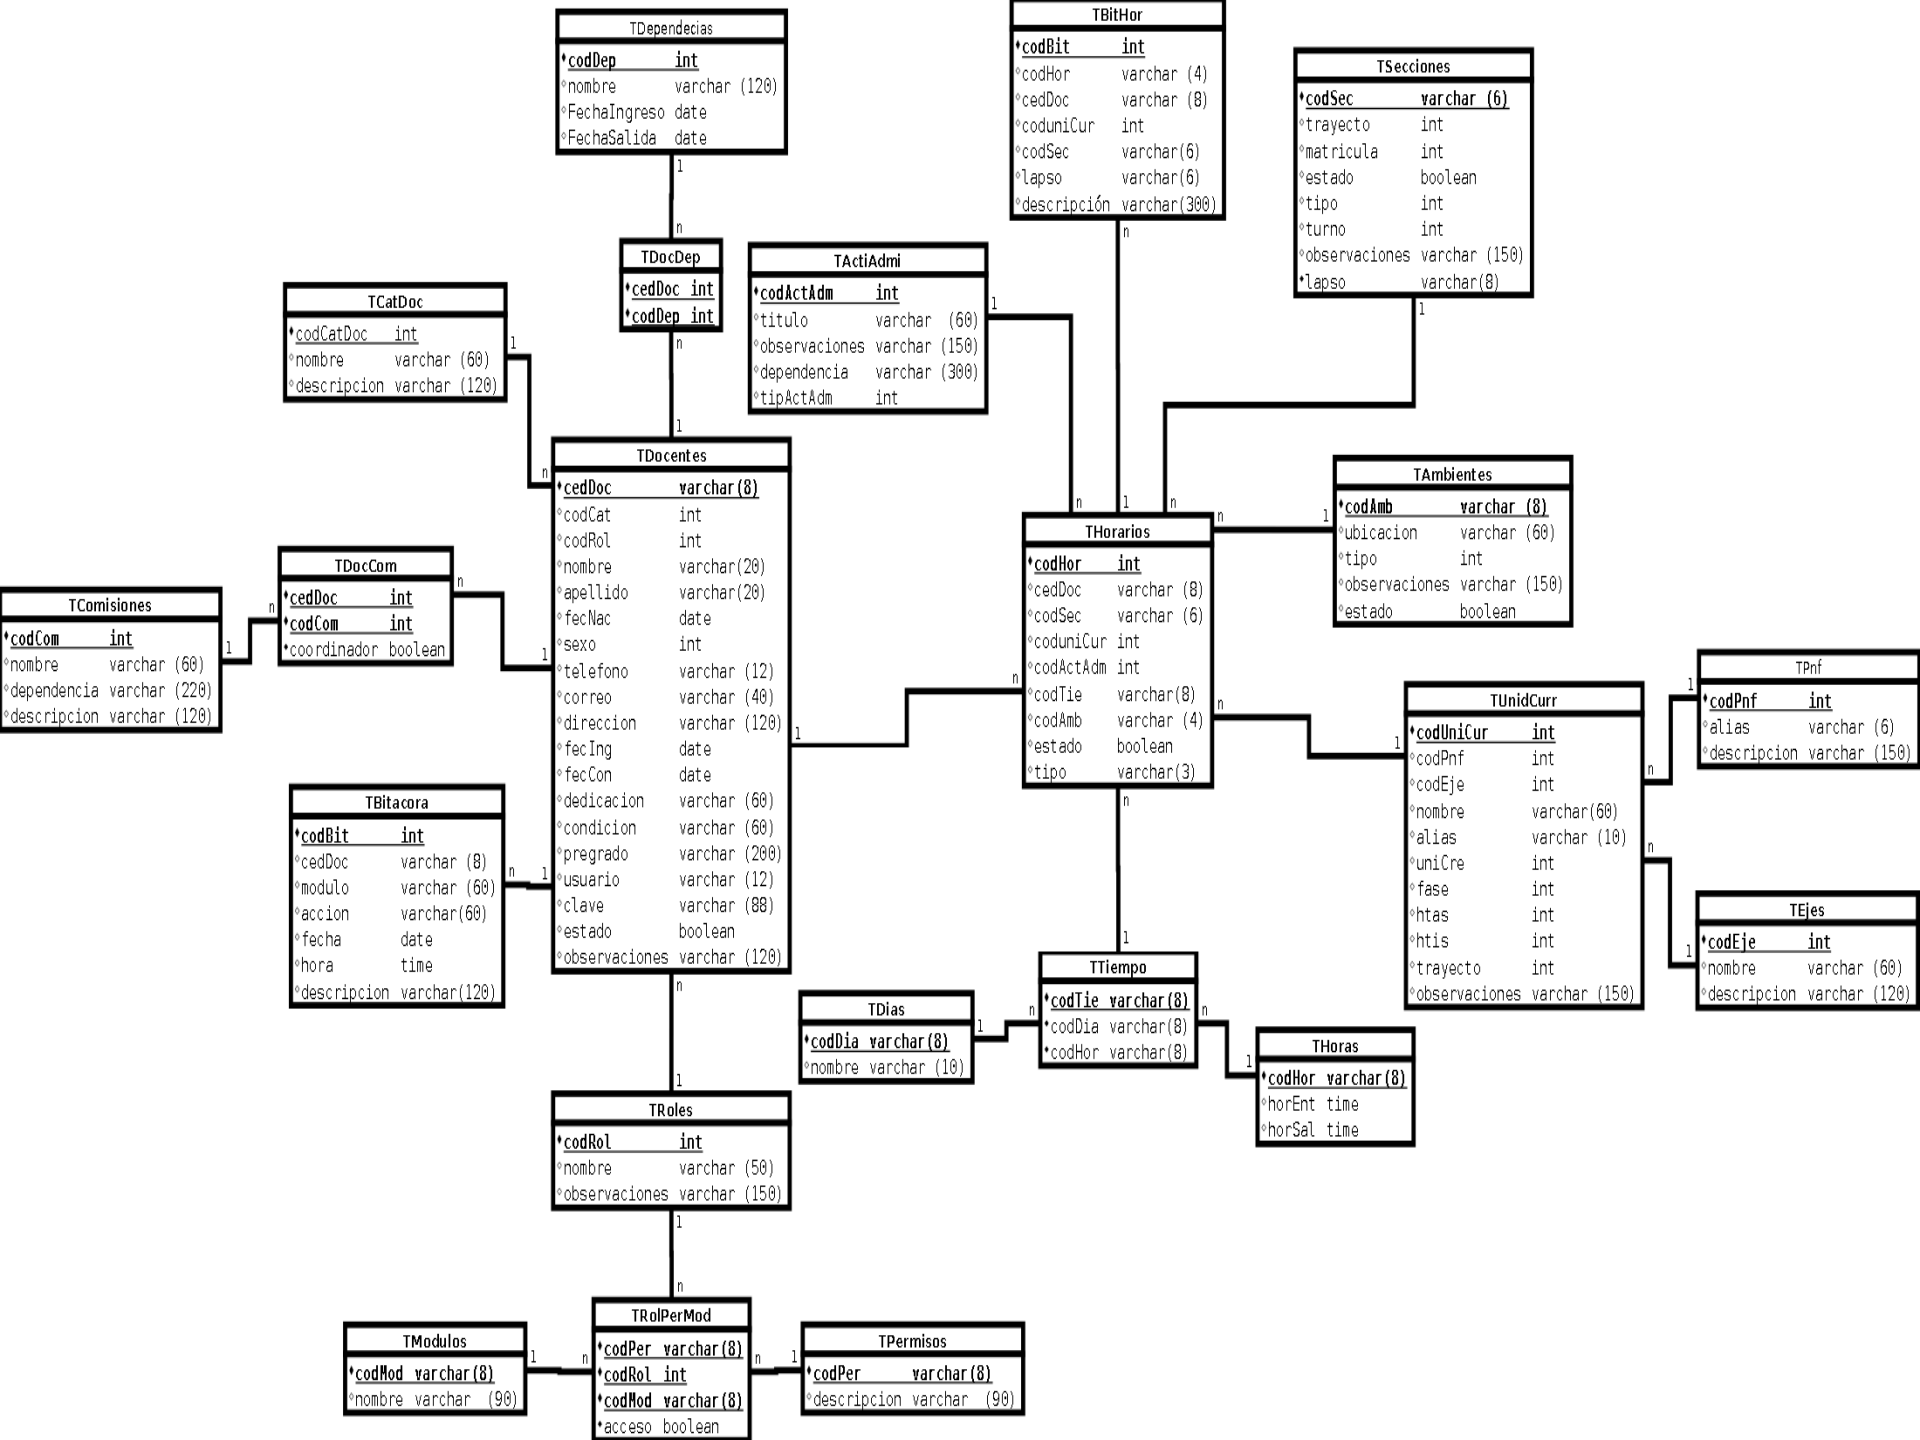 TDependecias
codDep int
nombre varchar (120)
FechaIngreso date
FechaSalida date
1
n
TDocDep
cedDoc int
codDep int
n
1
TBitHor
codBit int
codHor varchar (4)
cedDoc varchar (8)
coduniCur int
codSec varchar(6)
lapso varchar(6)
descripción varchar(300)
n
1
TSecciones
codSec varchar (6)
trayecto int
matricula int
estado boolean
tipo int
turno int
observaciones varchar (150)
lapso varchar(8)
1
n
TActiAdmi
codActAdm int
titulo varchar (60)
observaciones varchar (150)
dependencia varchar (300)
tipActAdm int
1
n
TCatDoc
codCatDoc int
nombre varchar (60)
descripcion varchar (120)
1
n
TDocentes
cedDoc varchar(8)
codCat int
codRol int
nombre varchar(20)
apellido varchar(20)
fecNac date
sexo int
telefono varchar (12)
correo varchar (40)
direccion varchar (120)
fecIng date
fecCon date
dedicacion varchar (60)
condicion varchar (60)
pregrado varchar (200)
usuario varchar (12)
clave varchar (88)
estado boolean
observaciones varchar (120)
1
n
TAmbientes
codAmb varchar (8)
ubicacion varchar (60)
tipo int
observaciones varchar (150)
estado boolean
n
1
THorarios
codHor int
cedDoc varchar (8)
codSec varchar (6)
coduniCur int
codActAdm int
codTie varchar(8)
codAmb varchar (4)
estado boolean
tipo varchar(3)
n
1
TComisiones
codCom int
nombre varchar (60)
dependencia varchar (220)
descripcion varchar (120)
1
n
TDocCom
cedDoc int
codCom int
coordinador boolean
n
1
TPnf
codPnf int
alias varchar (6)
descripcion varchar (150)
1
n
TUnidCurr
codUniCur int
codPnf int
codEje int
nombre varchar(60)
alias varchar (10)
uniCre int
fase int
htas int
htis int
trayecto int
observaciones varchar (150)
n
1
TEjes
codEje int
nombre varchar (60)
descripcion varchar (120)
TBitacora
codBit int
cedDoc varchar (8)
modulo varchar (60)
accion varchar(60)
fecha date
hora time
descripcion varchar(120)
n
1
n
1
TTiempo
codTie varchar(8)
codDia varchar(8)
codHor varchar(8)
TDias
codDia varchar(8)
nombre varchar (10)
1
n
n
1
THoras
codHor varchar(8)
horEnt time
horSal time
n
1
TRoles
codRol int
nombre varchar (50)
observaciones varchar (150)
1
n
TRolPerMod
codPer varchar(8)
codRol int
codMod varchar(8)
acceso boolean
TModulos
codMod varchar(8)
nombre varchar (90)
1
n
n
1
TPermisos
codPer varchar(8)
descripcion varchar (90)